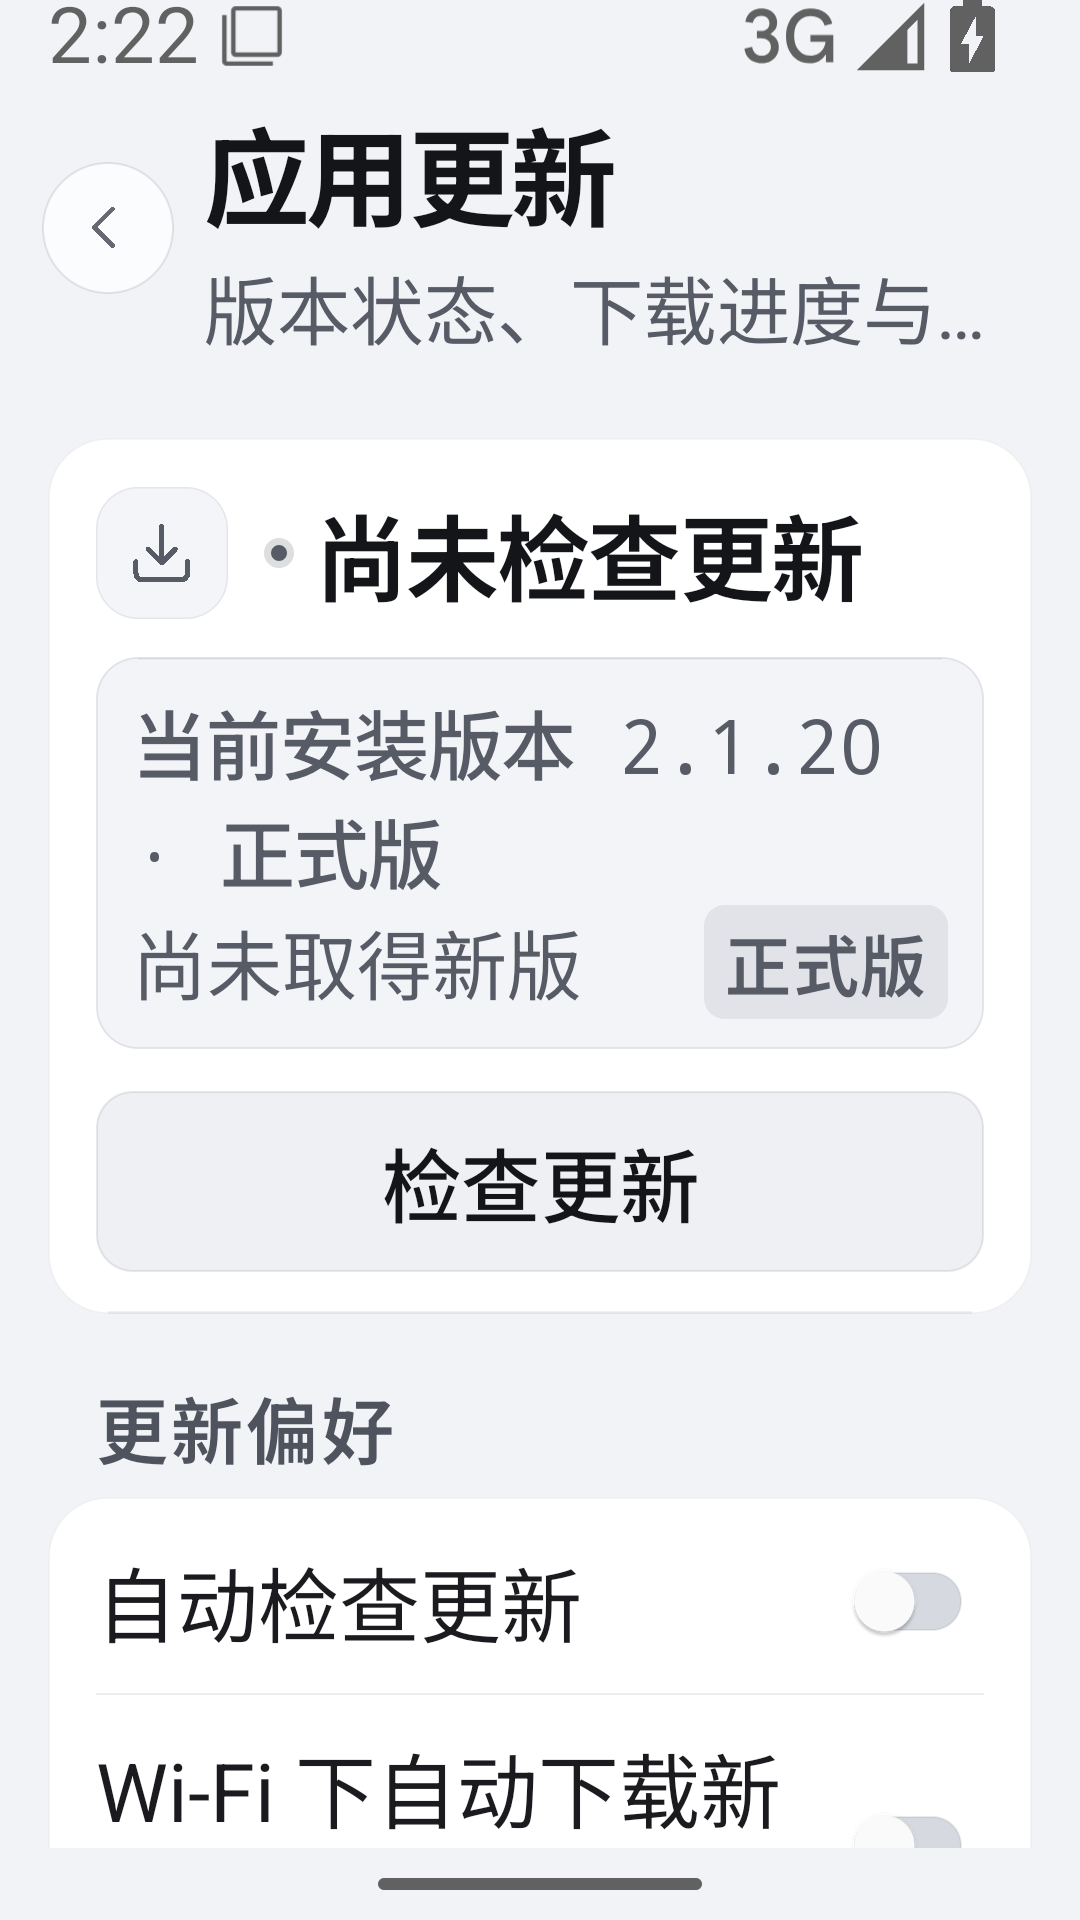 2:22 3G
应用更新
版本状态、下载进度与...
尚未检查更新
当前安装版本 2.1.20
· 正式版
尚未取得新版 正式版
检查更新
更新偏好
自动检查更新
Wi-Fi 下自动下载新